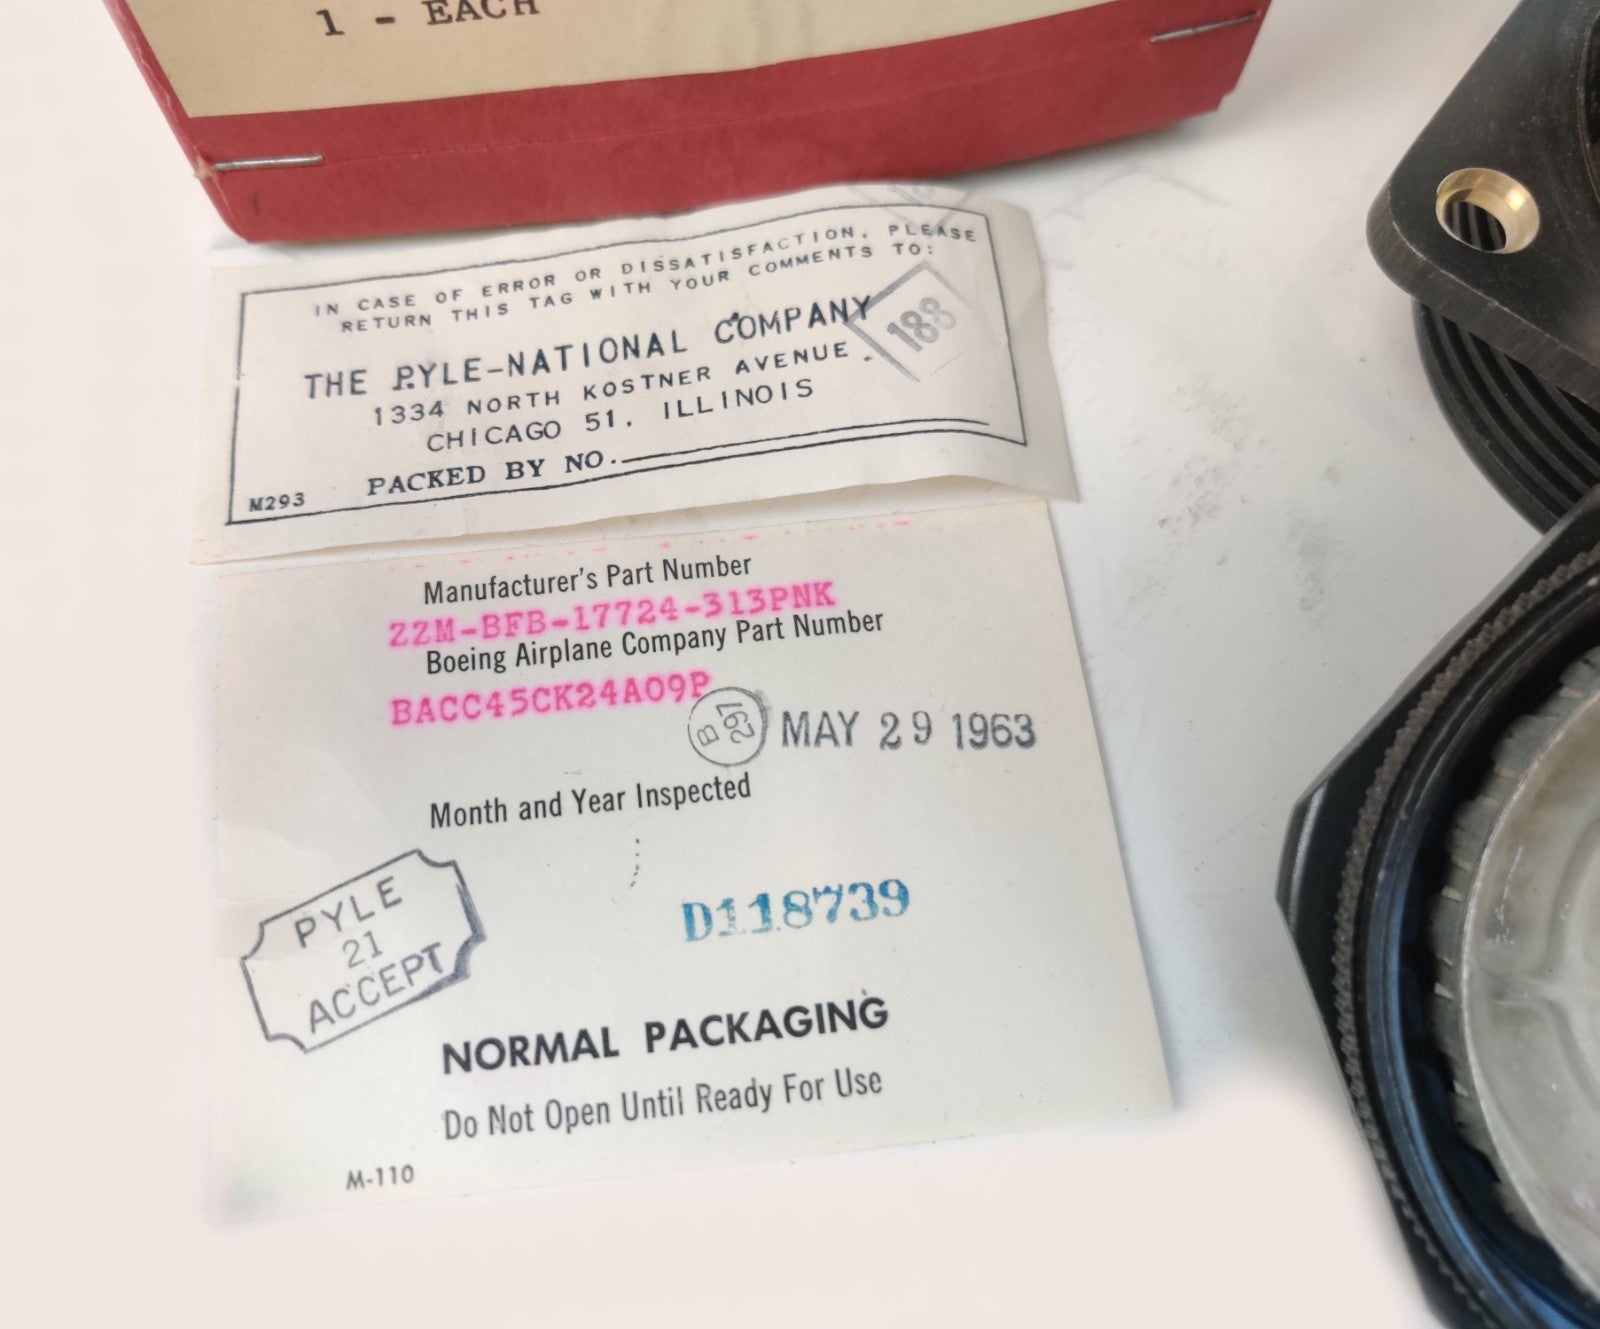 1 - EACH
IN CASE OF ERROR OR DISSATISFACTION, PLEASE
RETURN THIS TAG WITH YOUR COMMENTS TO:
THE PYLE-NATIONAL COMPANY
1334 NORTH KOSTNER AVENUE
CHICAGO 51, ILLINOIS
188
PACKED BY NO.
M293
Manufacturer's Part Number
ZZM-BFB-17724-313PNK
Boeing Airplane Company Part Number
BACC45CK24A09P
B 297
MAY 29 1963
Month and Year Inspected
PYLE
21
ACCEPT
D118739
NORMAL PACKAGING
Do Not Open Until Ready For Use
M-110